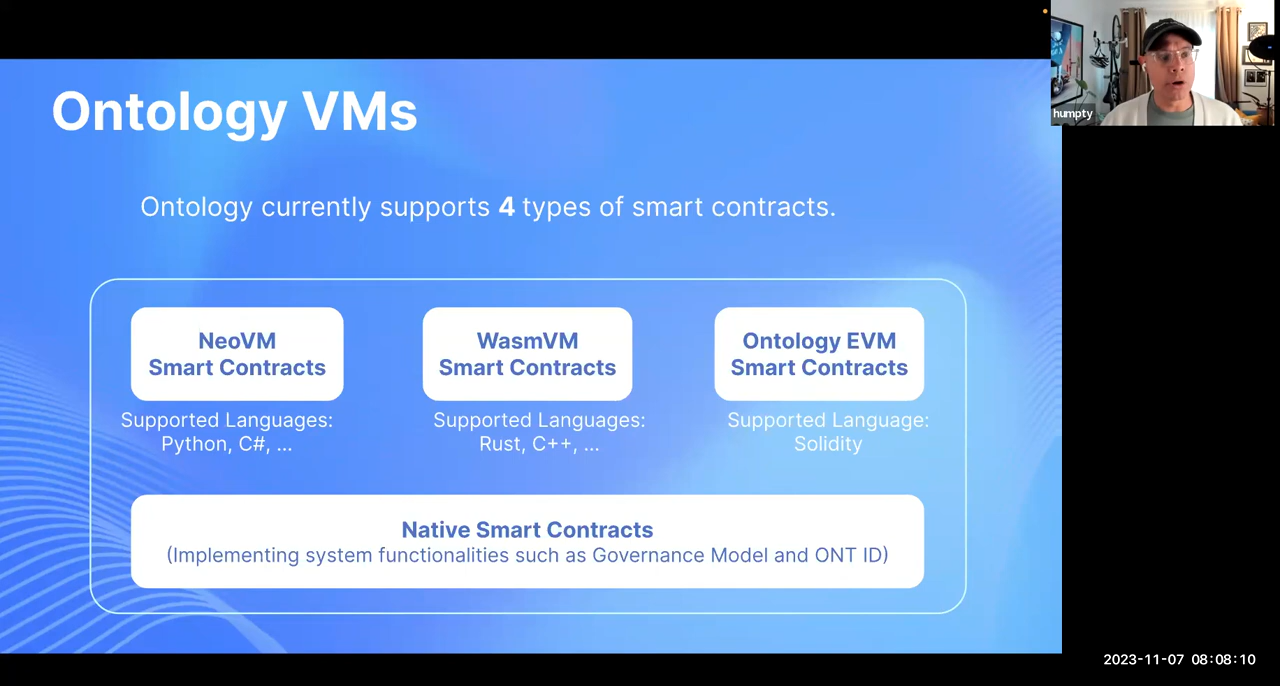 Ontology VMs
humpty
Ontology currently supports 4 types of smart contracts.
NeoVM
Smart Contracts
WasmVM
Smart Contracts
Ontology EVM
Smart Contracts
Supported Languages:
Python, C#, ...
Supported Languages:
Rust, C++, ...
Supported Language:
Solidity
Native Smart Contracts
(Implementing system functionalities such as Governance Model and ONT ID)
2023-11-07 08:08:10